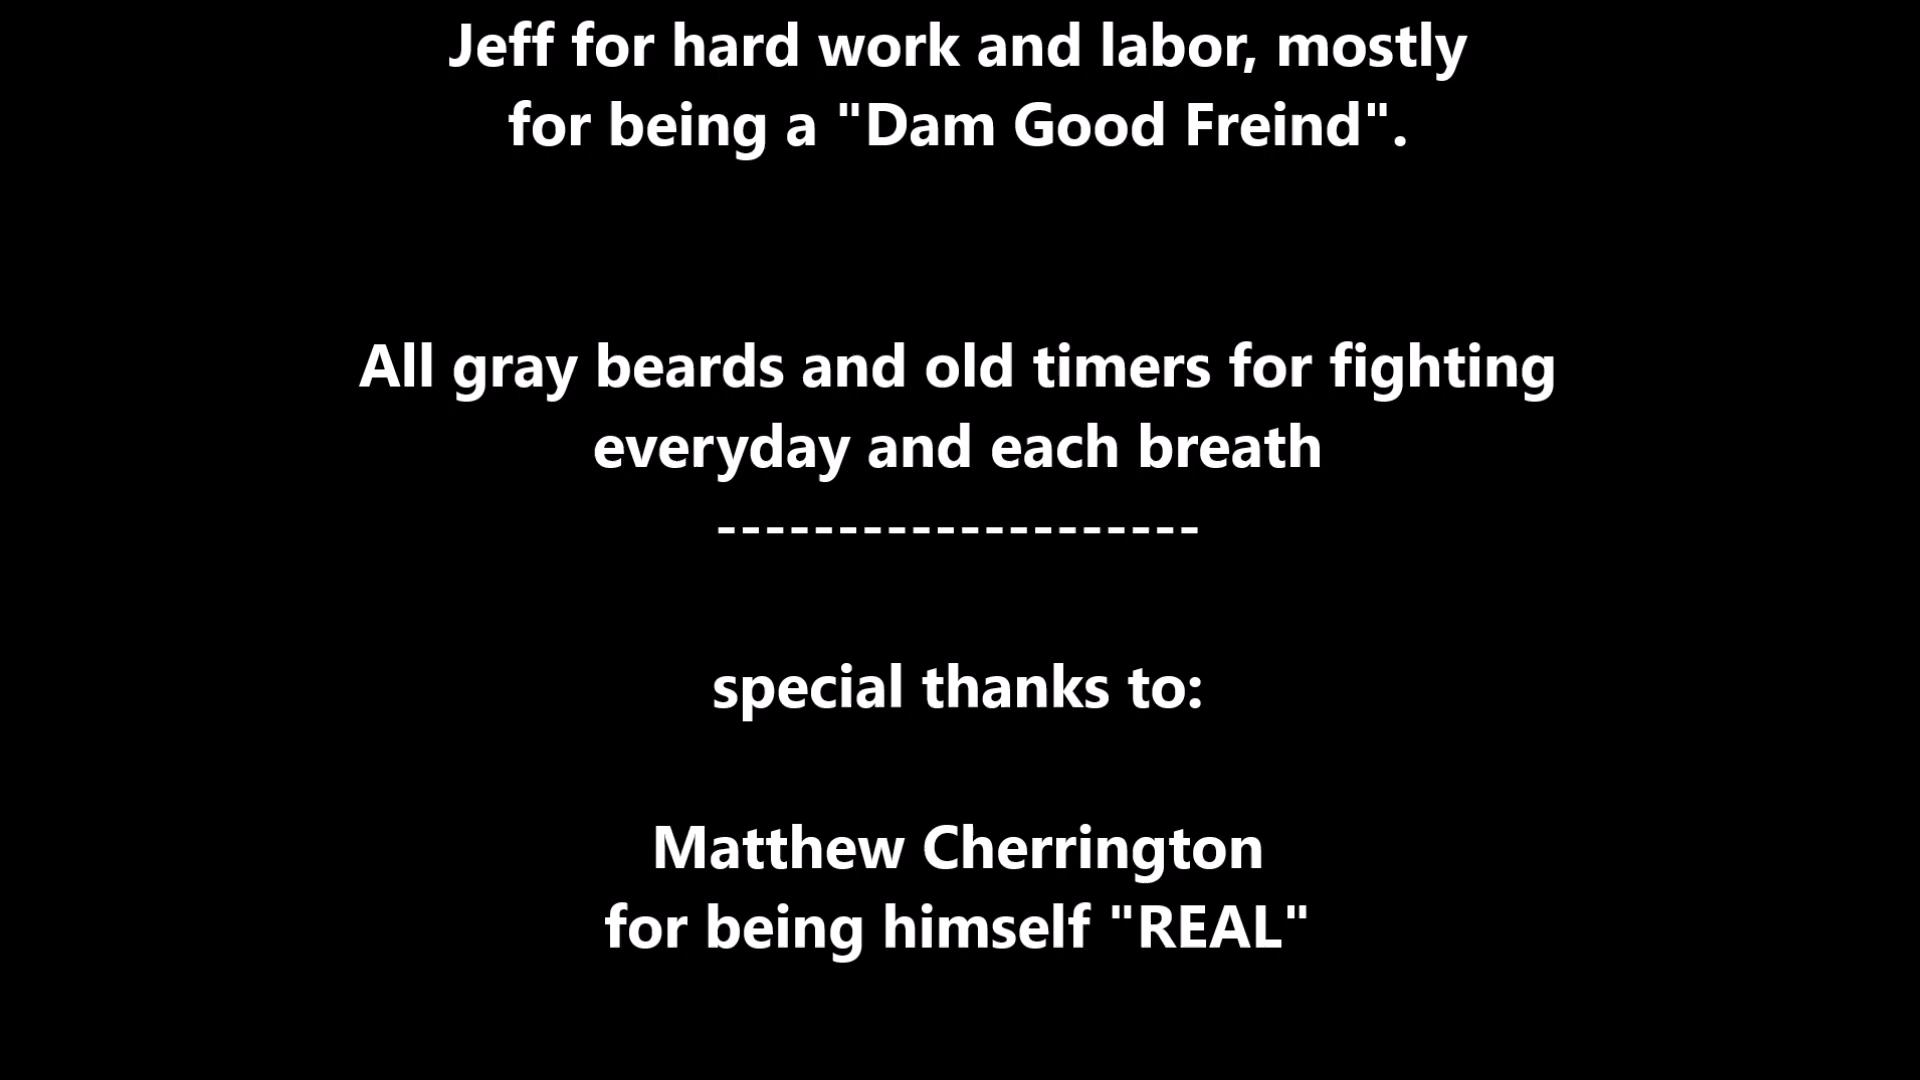 Jeff for hard work and labor, mostly
for being a "Dam Good Freind".
All gray beards and old timers for fighting
everyday and each breath
--------------------
special thanks to:
Matthew Cherrington
for being himself "REAL"